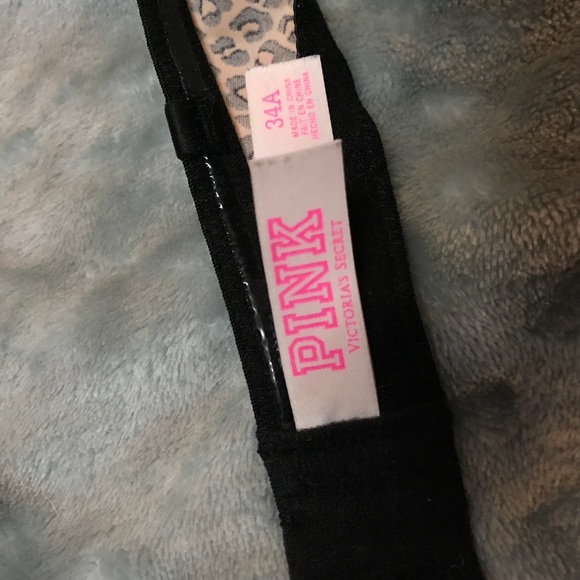 34A
MADE IN CHINA
FAIT EN CHINE
HECHO EN CHINA
PINK
VICTORIA'S SECRET